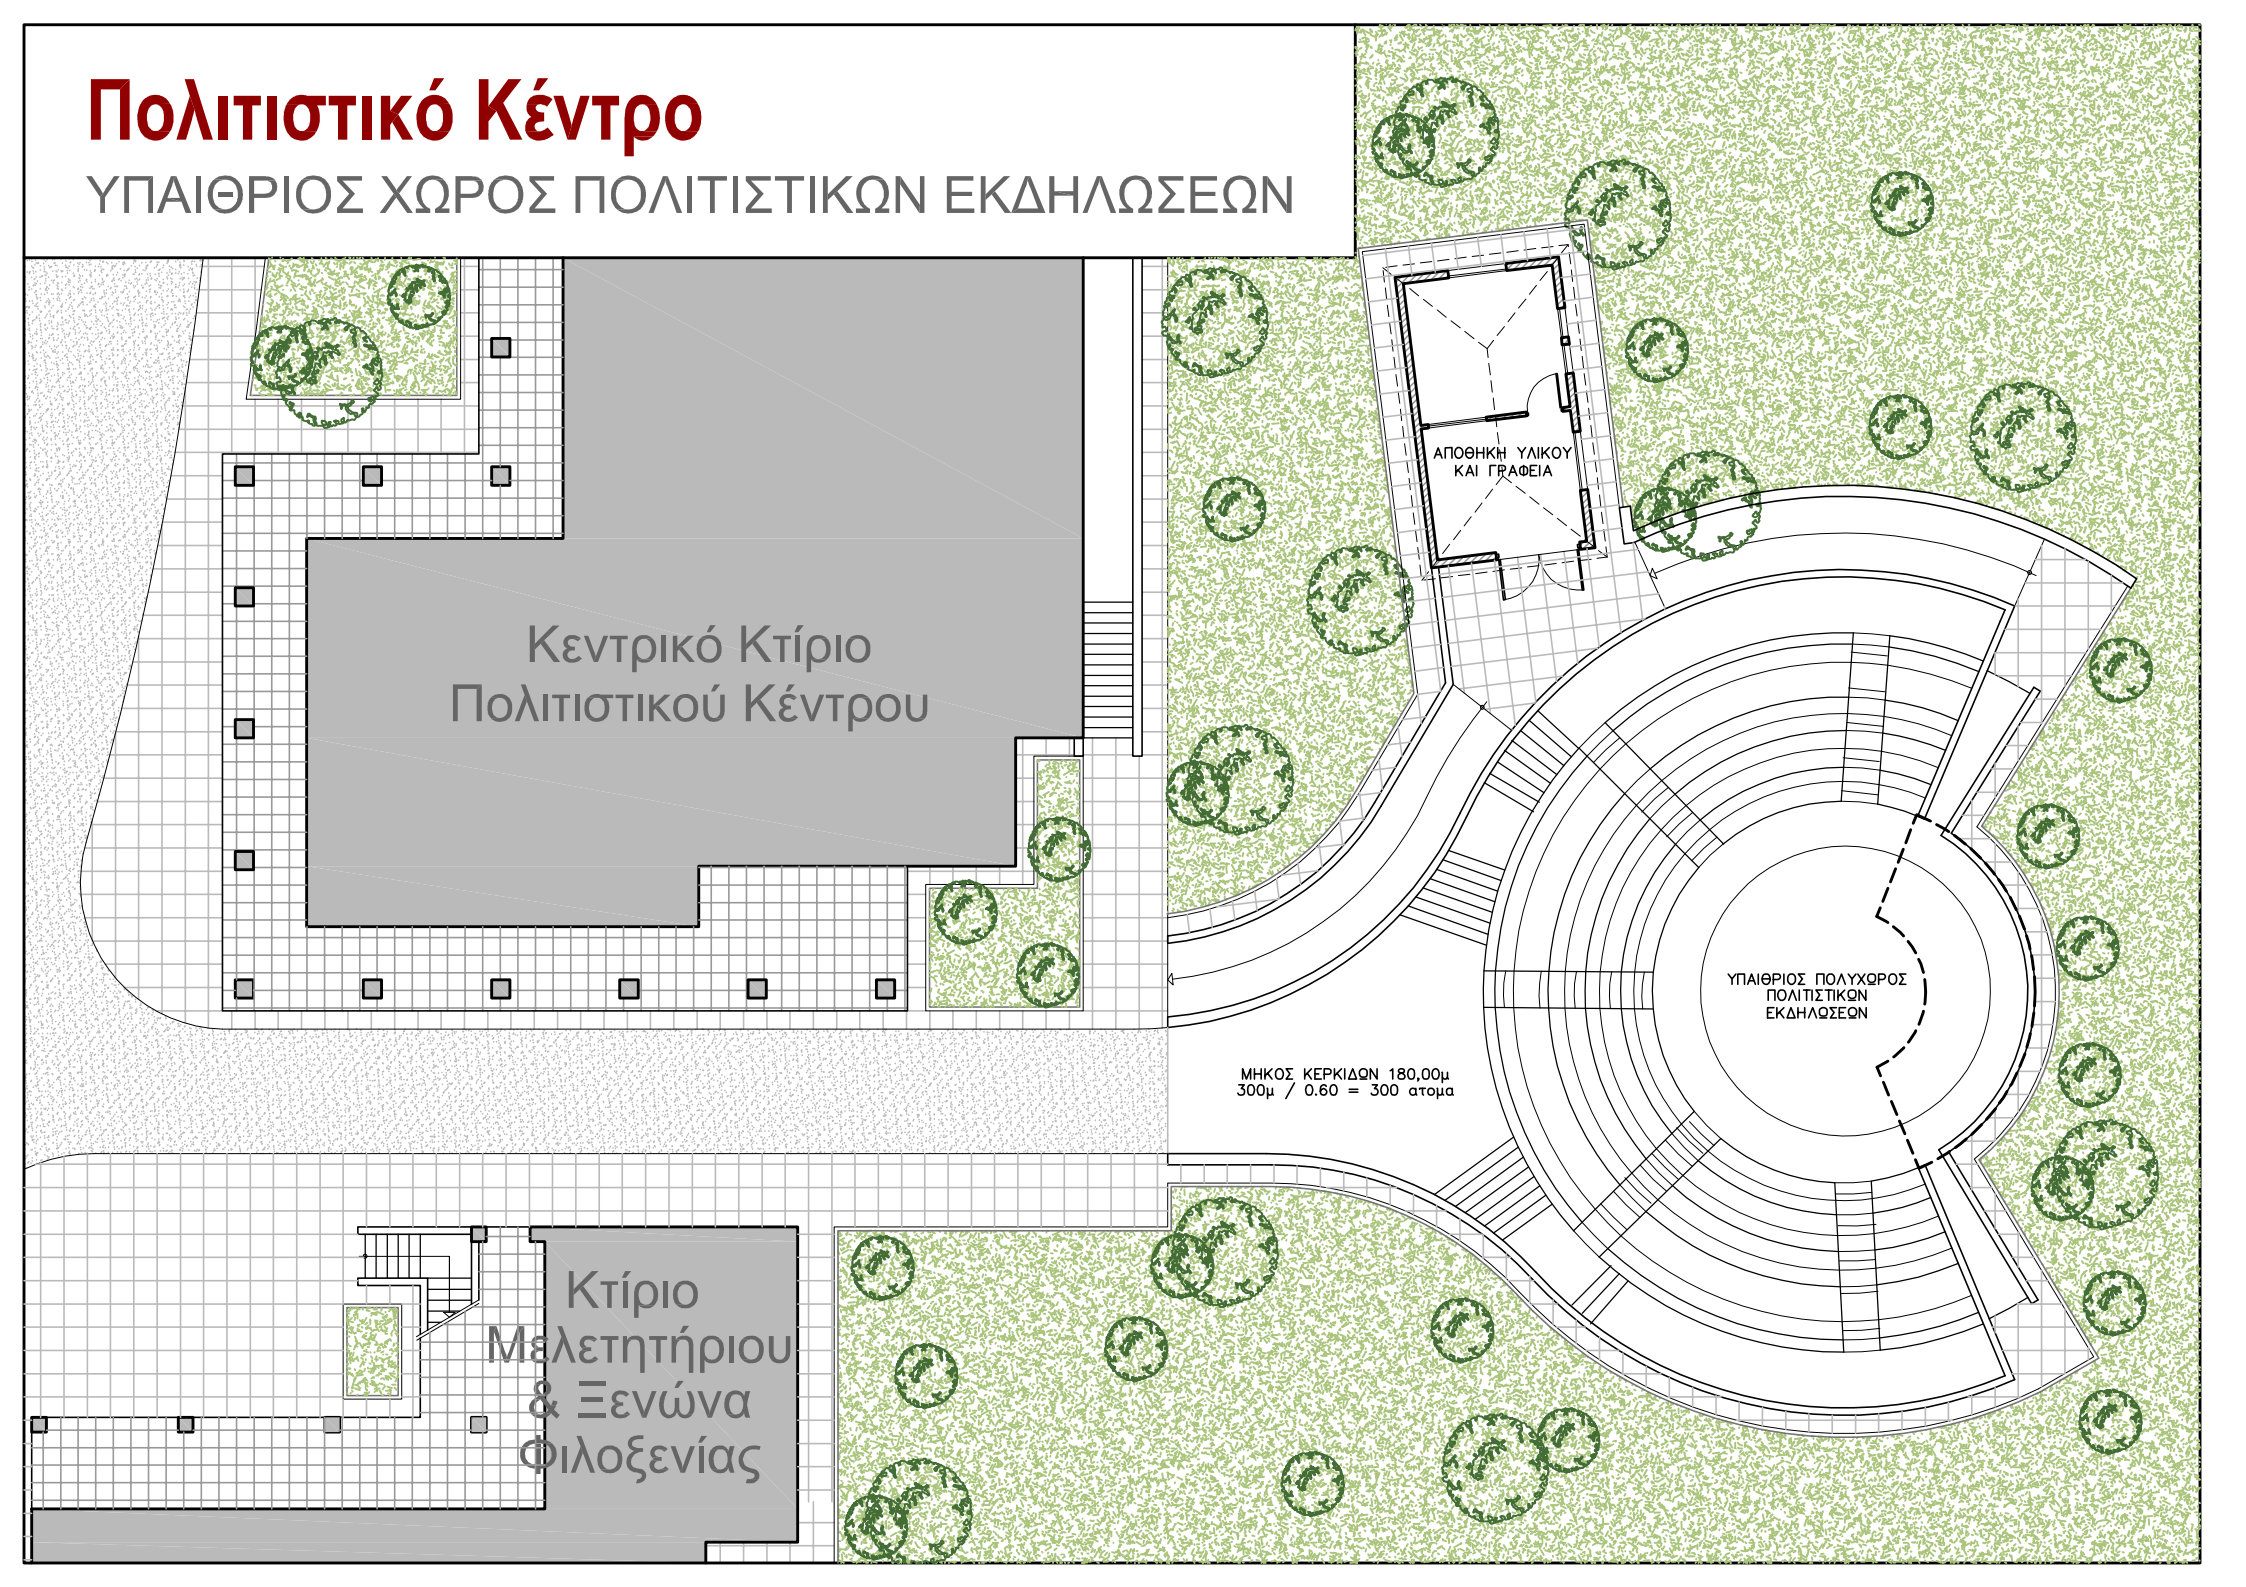 Πολιτιστικό Κέντρο
ΥΠΑΙΘΡΙΟΣ ΧΩΡΟΣ ΠΟΛΙΤΙΣΤΙΚΩΝ ΕΚΔΗΛΩΣΕΩΝ
ΑΠΟΘΗΚΗ ΥΛΙΚΟΥ
ΚΑΙ ΓΡΑΦΕΙΑ
Κεντρικό Κτίριο
Πολιτιστικού Κέντρου
ΥΠΑΙΘΡΙΟΣ ΠΟΛΥΧΩΡΟΣ
ΠΟΛΙΤΙΣΤΙΚΩΝ
ΕΚΔΗΛΩΣΕΩΝ
ΜΗΚΟΣ ΚΕΡΚΙΔΩΝ 180,00μ
300μ / 0.60 = 300 ατομα
Κτίριο
Μελετητήριου
& Ξενώνα
Φιλοξενίας